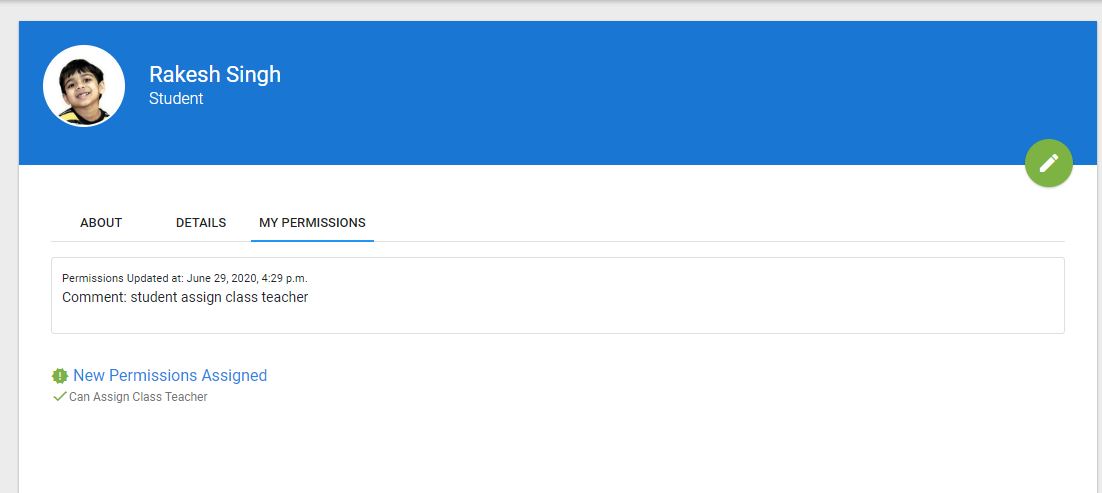 Rakesh Singh
Student
ABOUT DETAILS MY PERMISSIONS
Permissions Updated at: June 29, 2020, 4:29 p.m.
Comment: student assign class teacher
New Permissions Assigned
Can Assign Class Teacher